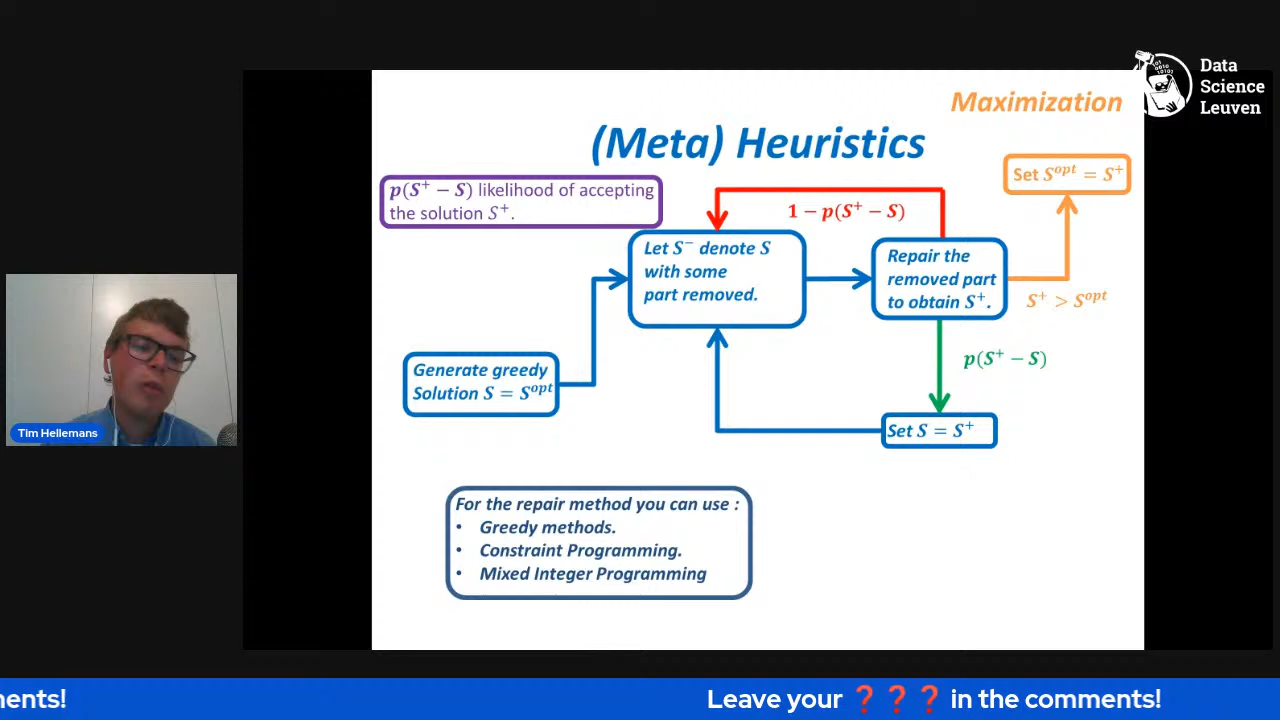 Data
Science
Leuven
Maximization
(Meta) Heuristics
Set S^opt = S^+
p(S^+ − S) likelihood of accepting
the solution S^+.
1 − p(S^+ − S)
Let S^− denote S
with some
part removed.
Repair the
removed part
to obtain S^+.
S^+ > S^opt
p(S^+ − S)
Generate greedy
Solution S = S^opt
Set S = S^+
Tim Hellemans
For the repair method you can use :
• Greedy methods.
• Constraint Programming.
• Mixed Integer Programming
nents!
Leave your ❓❓❓ in the comments!